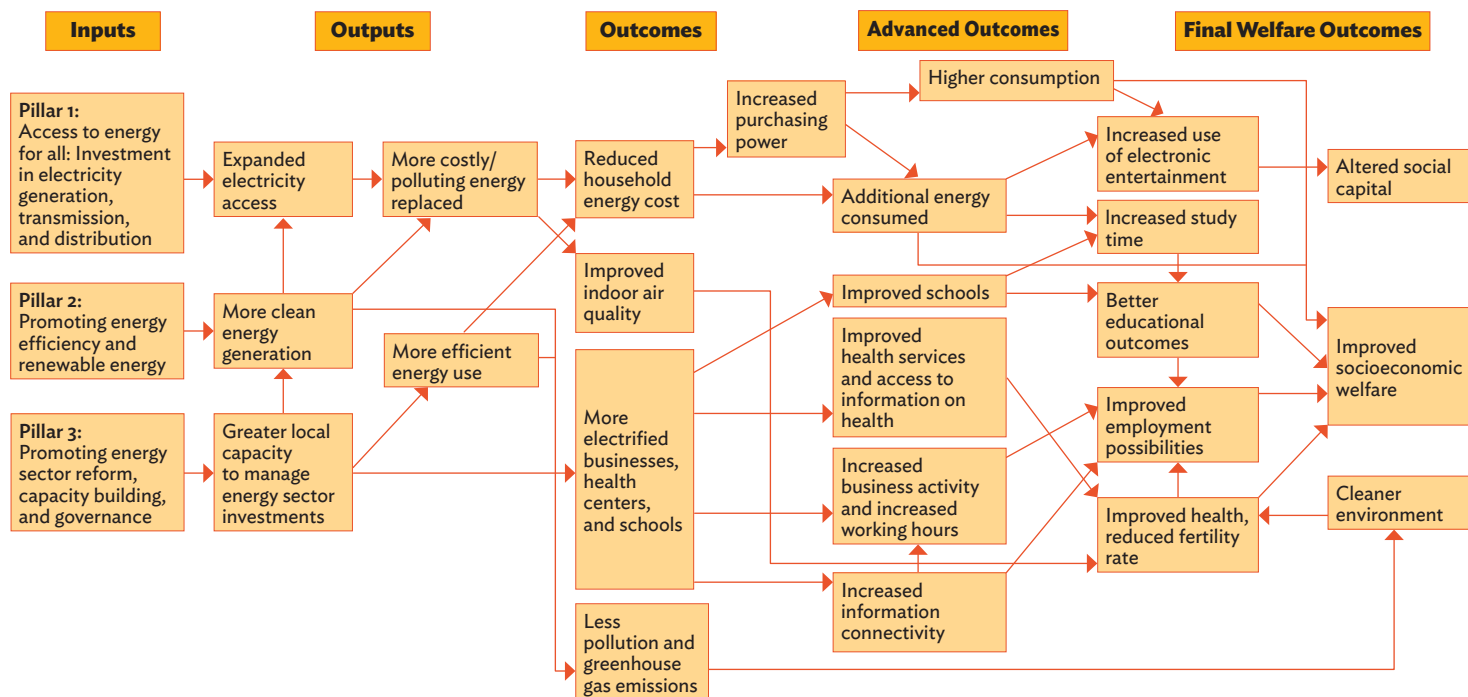 Inputs
Outputs
Outcomes
Advanced Outcomes
Final Welfare Outcomes
Pillar 1:
Access to energy
for all: Investment
in electricity
generation,
transmission,
and distribution
Pillar 2:
Promoting energy
efficiency and
renewable energy
Pillar 3:
Promoting energy
sector reform,
capacity building,
and governance
Expanded
electricity
access
More clean
energy
generation
Greater local
capacity
to manage
energy sector
investments
More costly/
polluting energy
replaced
More efficient
energy use
Reduced
household
energy cost
Improved
indoor air
quality
More
electrified
businesses,
health
centers,
and schools
Less
pollution and
greenhouse
gas emissions
Increased
purchasing
power
Higher consumption
Additional energy
consumed
Improved schools
Improved
health services
and access to
information on
health
Increased
business activity
and increased
working hours
Increased
information
connectivity
Increased use
of electronic
entertainment
Increased study
time
Better
educational
outcomes
Improved
employment
possibilities
Improved health,
reduced fertility
rate
Altered social
capital
Improved
socioeconomic
welfare
Cleaner
environment